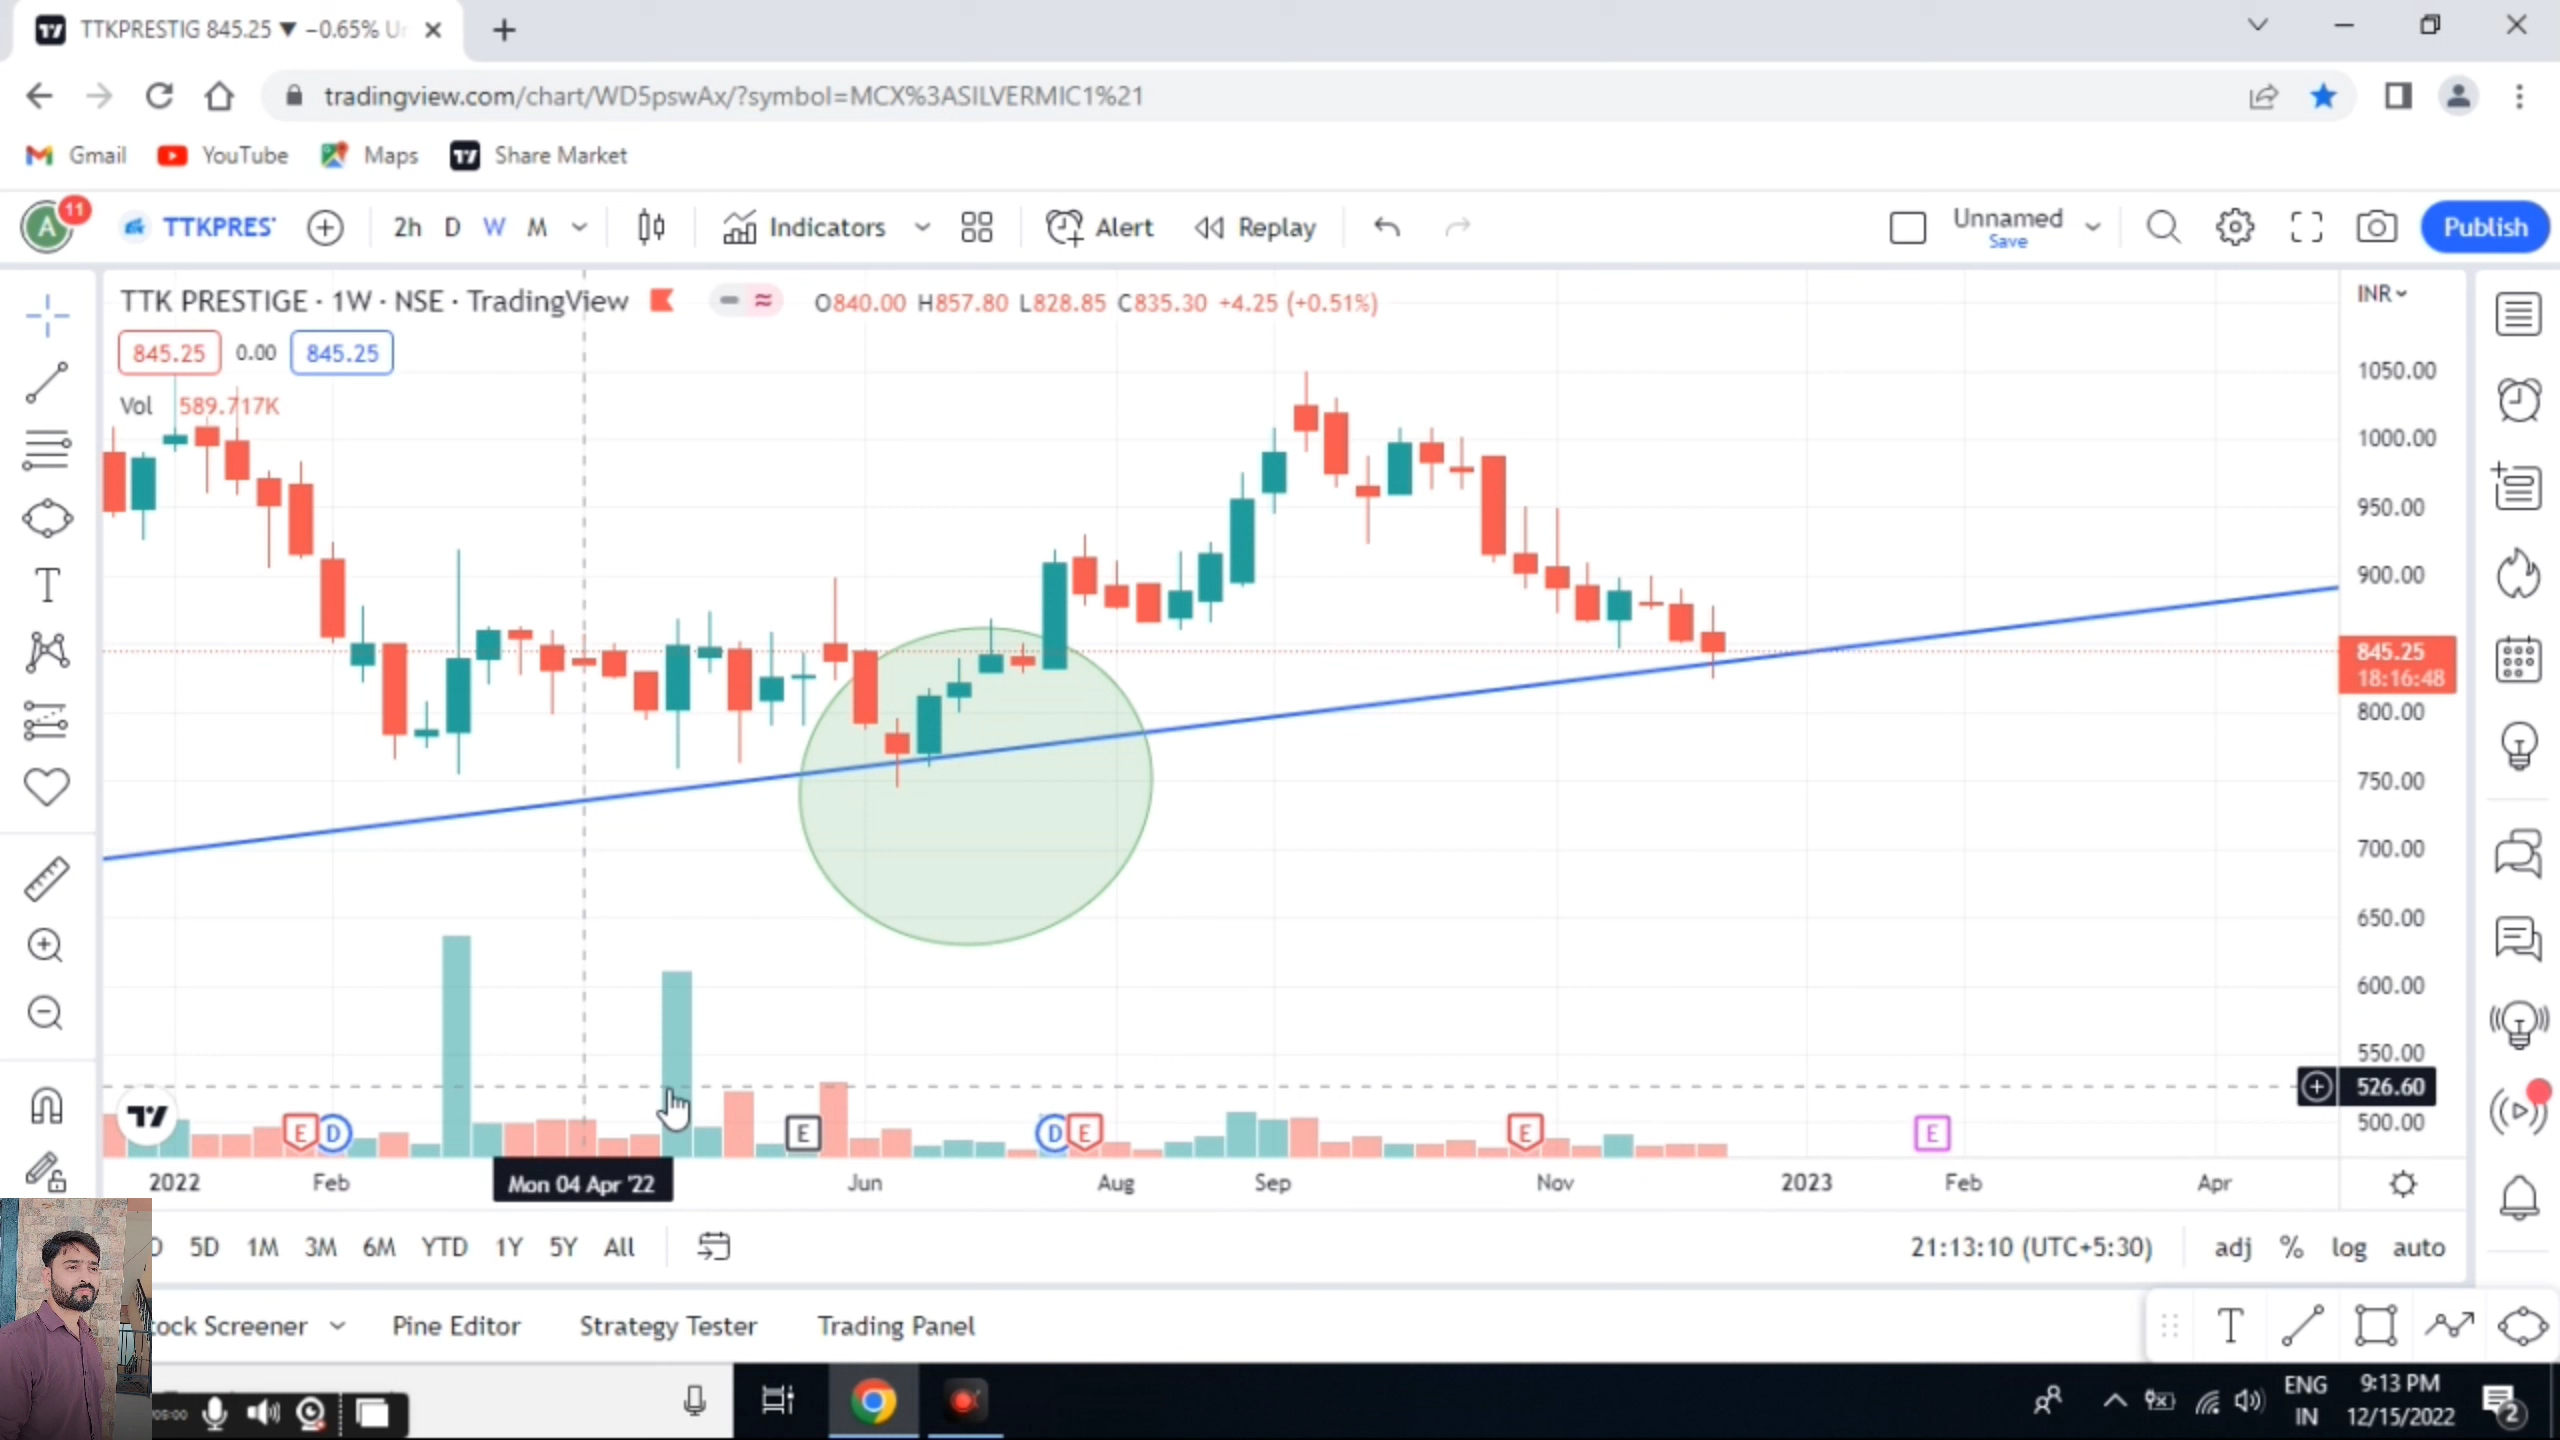 TTKPRESTIG 845.25 ▼ −0.65% Un
tradingview.com/chart/WD5pswAx/?symbol=MCX%3ASILVERMIC1%21
Gmail YouTube Maps Share Market
A 11 TTKPRES 2h D W M Indicators Alert Replay Unnamed Save Publish
TTK PRESTIGE · 1W · NSE · TradingView O840.00 H857.80 L828.85 C835.30 +4.25 (+0.51%) INR
845.25 0.00 845.25
Vol 589.717K
1050.00
1000.00
950.00
900.00
845.25
18:16:48
800.00
750.00
700.00
650.00
600.00
550.00
526.60
500.00
E D E D E E E
2022 Feb Mon 04 Apr '22 Jun Aug Sep Nov 2023 Feb Apr
5D 1M 3M 6M YTD 1Y 5Y All 21:13:10 (UTC+5:30) adj % log auto
tock Screener Pine Editor Strategy Tester Trading Panel
ENG 9:13 PM
IN 12/15/2022 2